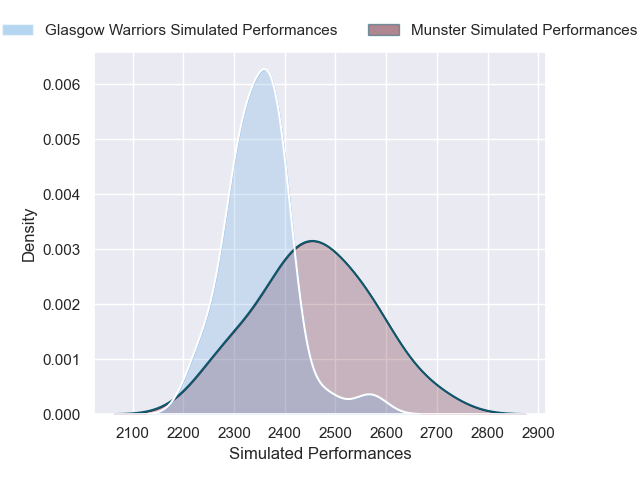 Glasgow Warriors Simulated Performances Munster Simulated Performances
0.006
0.005
0.004
0.003
0.002
0.001
0.000
Density
2100 2200 2300 2400 2500 2600 2700 2800 2900
Simulated Performances